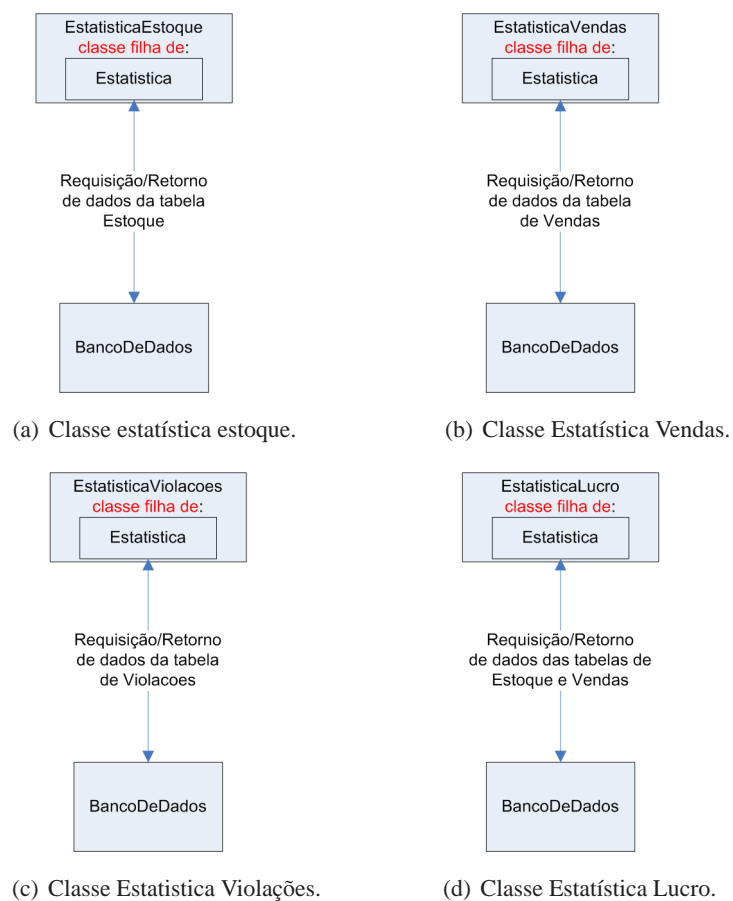 EstatisticaEstoque
classe filha de:
Estatistica
Requisição/Retorno
de dados da tabela
Estoque
BancoDeDados
(a) Classe estatística estoque.
EstatisticaVendas
classe filha de:
Estatistica
Requisição/Retorno
de dados da tabela
de Vendas
BancoDeDados
(b) Classe Estatística Vendas.
EstatisticaViolacoes
classe filha de:
Estatistica
Requisição/Retorno
de dados da tabela
de Violacoes
BancoDeDados
(c) Classe Estatistica Violações.
EstatisticaLucro
classe filha de:
Estatistica
Requisição/Retorno
de dados das tabelas de
Estoque e Vendas
BancoDeDados
(d) Classe Estatística Lucro.